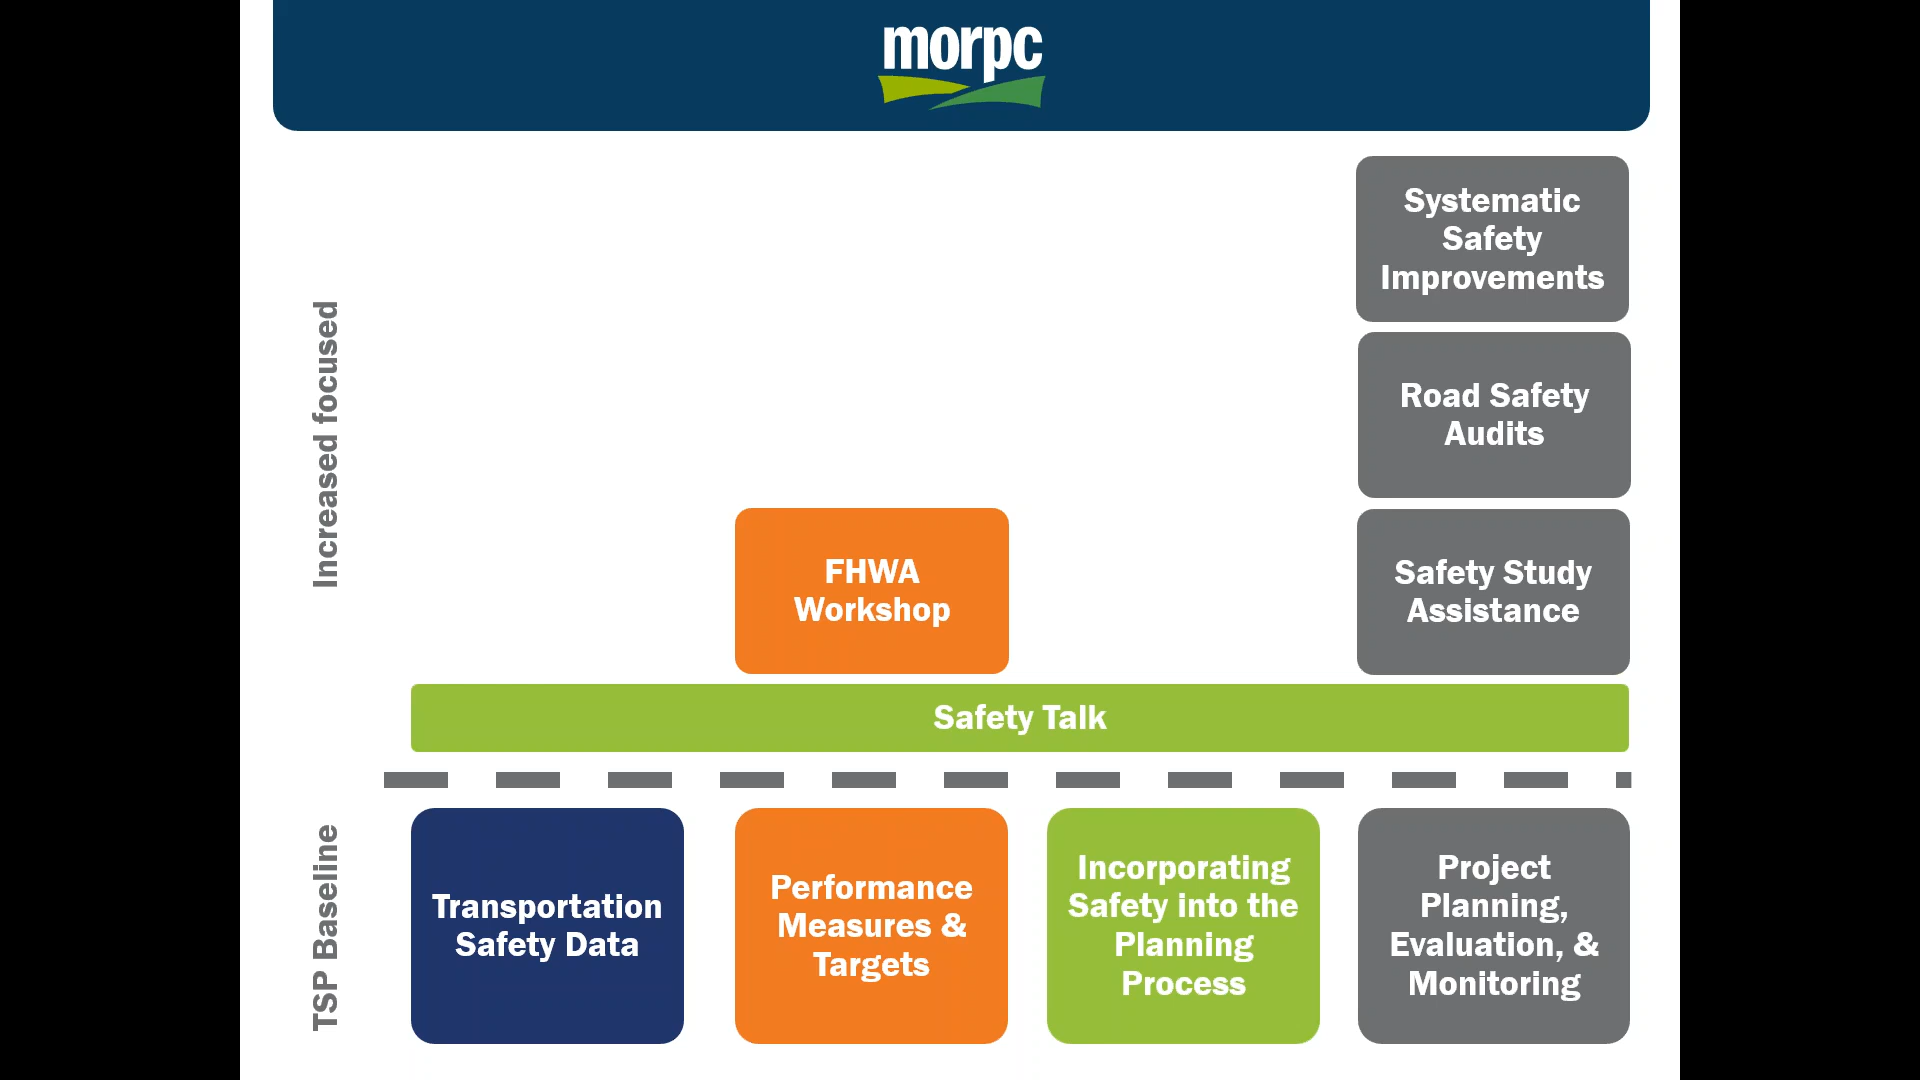 morpc
Systematic
Safety
Improvements
Increased focused
Road Safety
Audits
FHWA
Workshop
Safety Study
Assistance
Safety Talk
TSP Baseline
Transportation
Safety Data
Performance
Measures &
Targets
Incorporating
Safety into the
Planning
Process
Project
Planning,
Evaluation, &
Monitoring